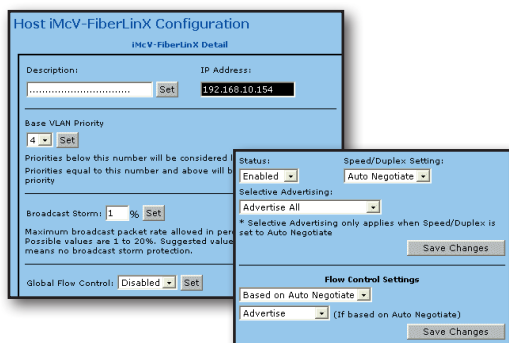 Host iMcV-FiberLinX Configuration
iMcV-FiberLinX Detail
Description:
IP Address:
................................
Set
192.168.10.154
Base VLAN Priority
4
Set
Priorities below this number will be considered
Priorities equal to this number and above will b
priority
Broadcast Storm: 1 % Set
Maximum broadcast packet rate allowed in per
Possible values are 1 to 20%. Suggested value
means no broadcast storm protection.
Global Flow Control: Disabled Set
Status:
Speed/Duplex Setting:
Enabled
Auto Negotiate
Selective Advertising:
Advertise All
* Selective Advertising only applies when Speed/Duplex is
set to Auto Negotiate
Save Changes
Flow Control Settings
Based on Auto Negotiate
Advertise (If based on Auto Negotiate)
Save Changes